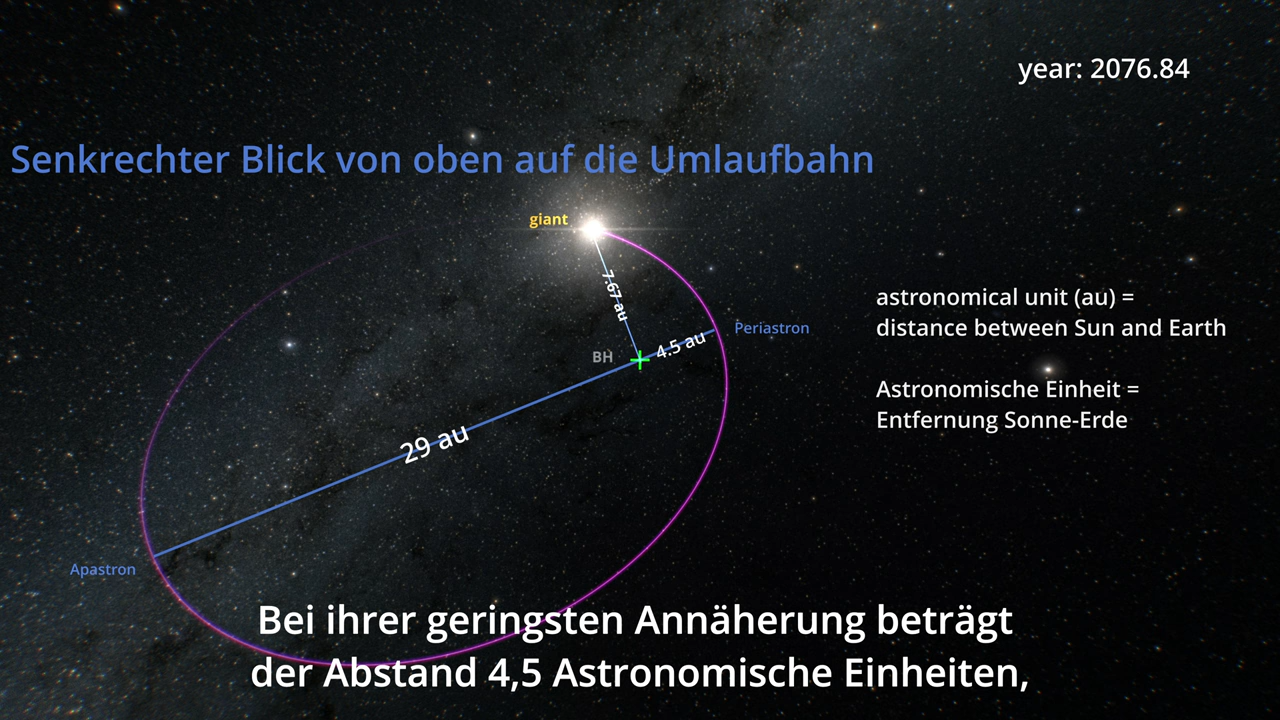 year: 2076.84
Senkrechter Blick von oben auf die Umlaufbahn
giant
7.67 au
astronomical unit (au) =
distance between Sun and Earth
Periastron
4.5 au
BH
Astronomische Einheit =
Entfernung Sonne-Erde
29 au
Apastron
Bei ihrer geringsten Annäherung beträgt
der Abstand 4,5 Astronomische Einheiten,